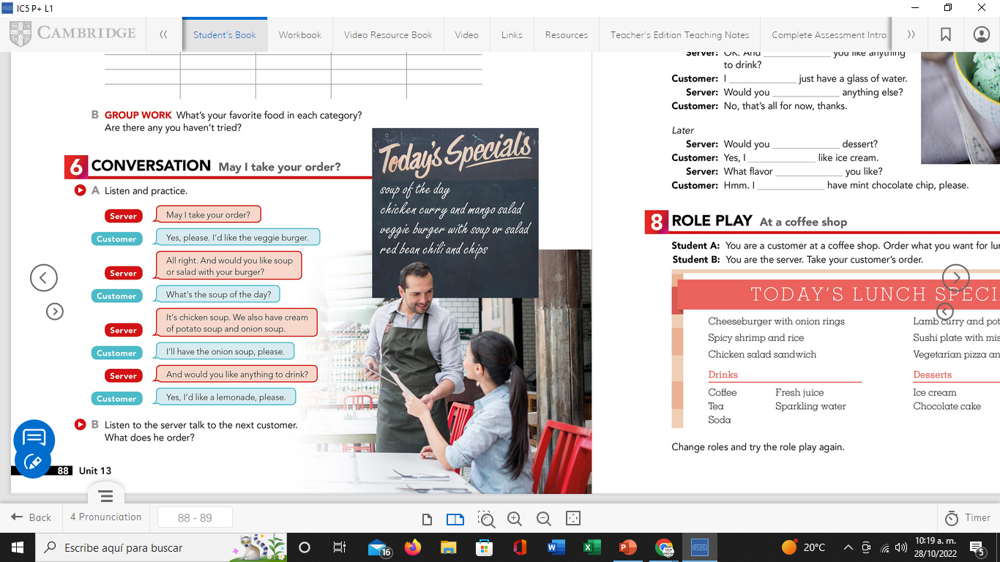 IC5 P+ L1
CAMBRIDGE
Student's Book
Workbook
Video Resource Book
Video
Links
Resources
Teacher's Edition Teaching Notes
Complete Assessment Intro
B GROUP WORK What's your favorite food in each category?
Are there any you haven't tried?
6 CONVERSATION May I take your order?
A Listen and practice.
Server May I take your order?
Customer Yes, please. I'd like the veggie burger.
Server All right. And would you like soup
or salad with your burger?
Customer What's the soup of the day?
Server It's chicken soup. We also have cream
of potato soup and onion soup.
Customer I'll have the onion soup, please.
Server And would you like anything to drink?
Customer Yes, I'd like a lemonade, please.
B Listen to the server talk to the next customer.
What does he order?
Today's Specials
soup of the day
chicken curry and mango salad
veggie burger with soup or salad
red bean chili and chips
88 Unit 13
Server: OK. And ____________ you like anything
to drink?
Customer: I ____________ just have a glass of water.
Server: Would you ____________ anything else?
Customer: No, that's all for now, thanks.
Later
Server: Would you ____________ dessert?
Customer: Yes, I ____________ like ice cream.
Server: What flavor ____________ you like?
Customer: Hmm. I ____________ have mint chocolate chip, please.
8 ROLE PLAY At a coffee shop
Student A: You are a customer at a coffee shop. Order what you want for lu
Student B: You are the server. Take your customer's order.
TODAY'S LUNCH SPECI
Cheeseburger with onion rings
Spicy shrimp and rice
Chicken salad sandwich
Lamb curry and pot
Sushi plate with mis
Vegetarian pizza an
Drinks
Coffee
Tea
Soda
Fresh juice
Sparkling water
Desserts
Ice cream
Chocolate cake
Change roles and try the role play again.
Back
4 Pronunciation
88 - 89
Timer
Escribe aquí para buscar
16
PLUS
20°C
10:19 a. m.
28/10/2022
5